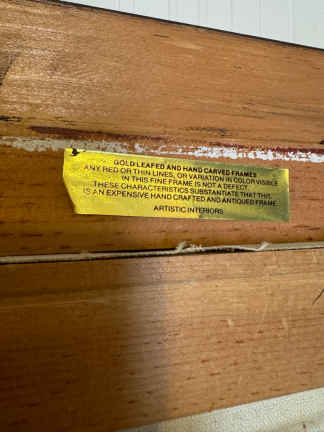 GOLD LEAFED AND HAND CARVED FRAMES
ANY RED OR THIN LINES, OR VARIATION IN COLOR VISIBLE
IN THIS FINE FRAME IS NOT A DEFECT.
THESE CHARACTERISTICS SUBSTANTIATE THAT THIS
IS AN EXPENSIVE HAND CRAFTED AND ANTIQUED FRAME.
ARTISTIC INTERIORS